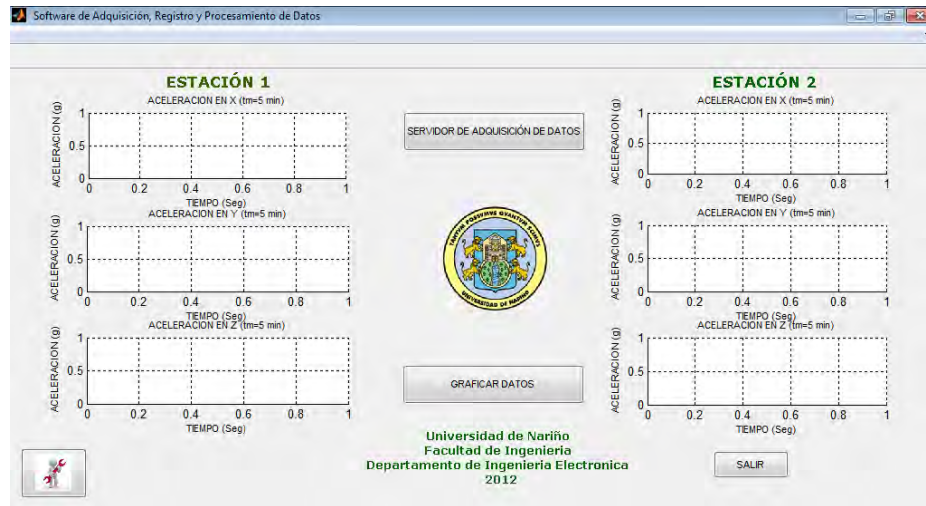 Software de Adquisición, Registro y Procesamiento de Datos
ESTACIÓN 1
ACELERACION EN X (tm=5 min)
ACELERACION (g)
1
0.5
0
0 0.2 0.4 0.6 0.8 1
TIEMPO (Seg)
ACELERACION EN Y (tm=5 min)
ACELERACION (g)
1
0.5
0
0 0.2 0.4 0.6 0.8 1
TIEMPO (Seg)
ACELERACION EN Z (tm=5 min)
ACELERACION (g)
1
0.5
0
0 0.2 0.4 0.6 0.8 1
TIEMPO (Seg)
SERVIDOR DE ADQUISICIÓN DE DATOS
TANTVM POSSVMVS QVANTVM SCIMVS
UNIVERSIDAD DE NARIÑO
GRAFICAR DATOS
Universidad de Nariño
Facultad de Ingenieria
Departamento de Ingenieria Electronica
2012
ESTACIÓN 2
ACELERACION EN X (tm=5 min)
ACELERACION (g)
1
0.5
0
0 0.2 0.4 0.6 0.8 1
TIEMPO (Seg)
ACELERACION EN Y (tm=5 min)
ACELERACION (g)
1
0.5
0
0 0.2 0.4 0.6 0.8 1
TIEMPO (Seg)
ACELERACION EN Z (tm=5 min)
ACELERACION (g)
1
0.5
0
0 0.2 0.4 0.6 0.8 1
TIEMPO (Seg)
SALIR